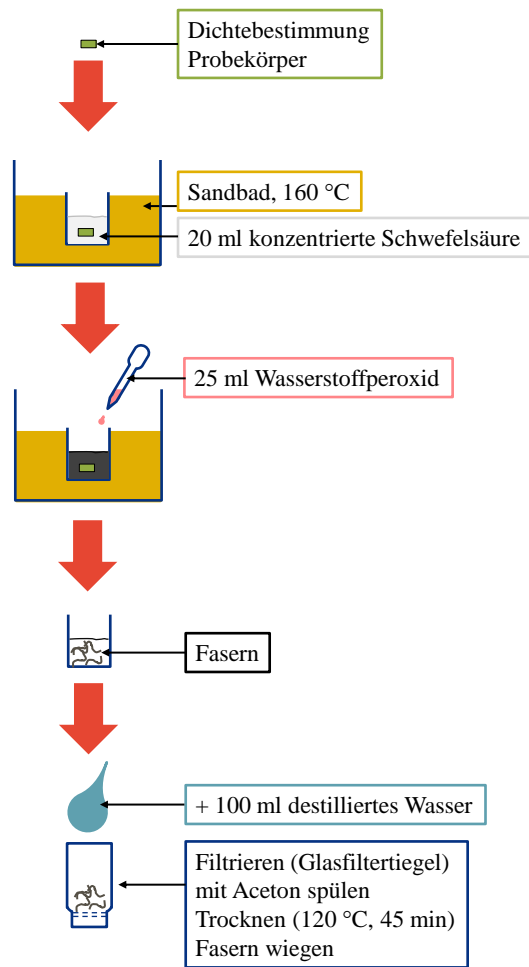 Dichtebestimmung
Probekörper
Sandbad, 160 °C
20 ml konzentrierte Schwefelsäure
25 ml Wasserstoffperoxid
Fasern
+ 100 ml destilliertes Wasser
Filtrieren (Glasfiltertiegel)
mit Aceton spülen
Trocknen (120 °C, 45 min)
Fasern wiegen